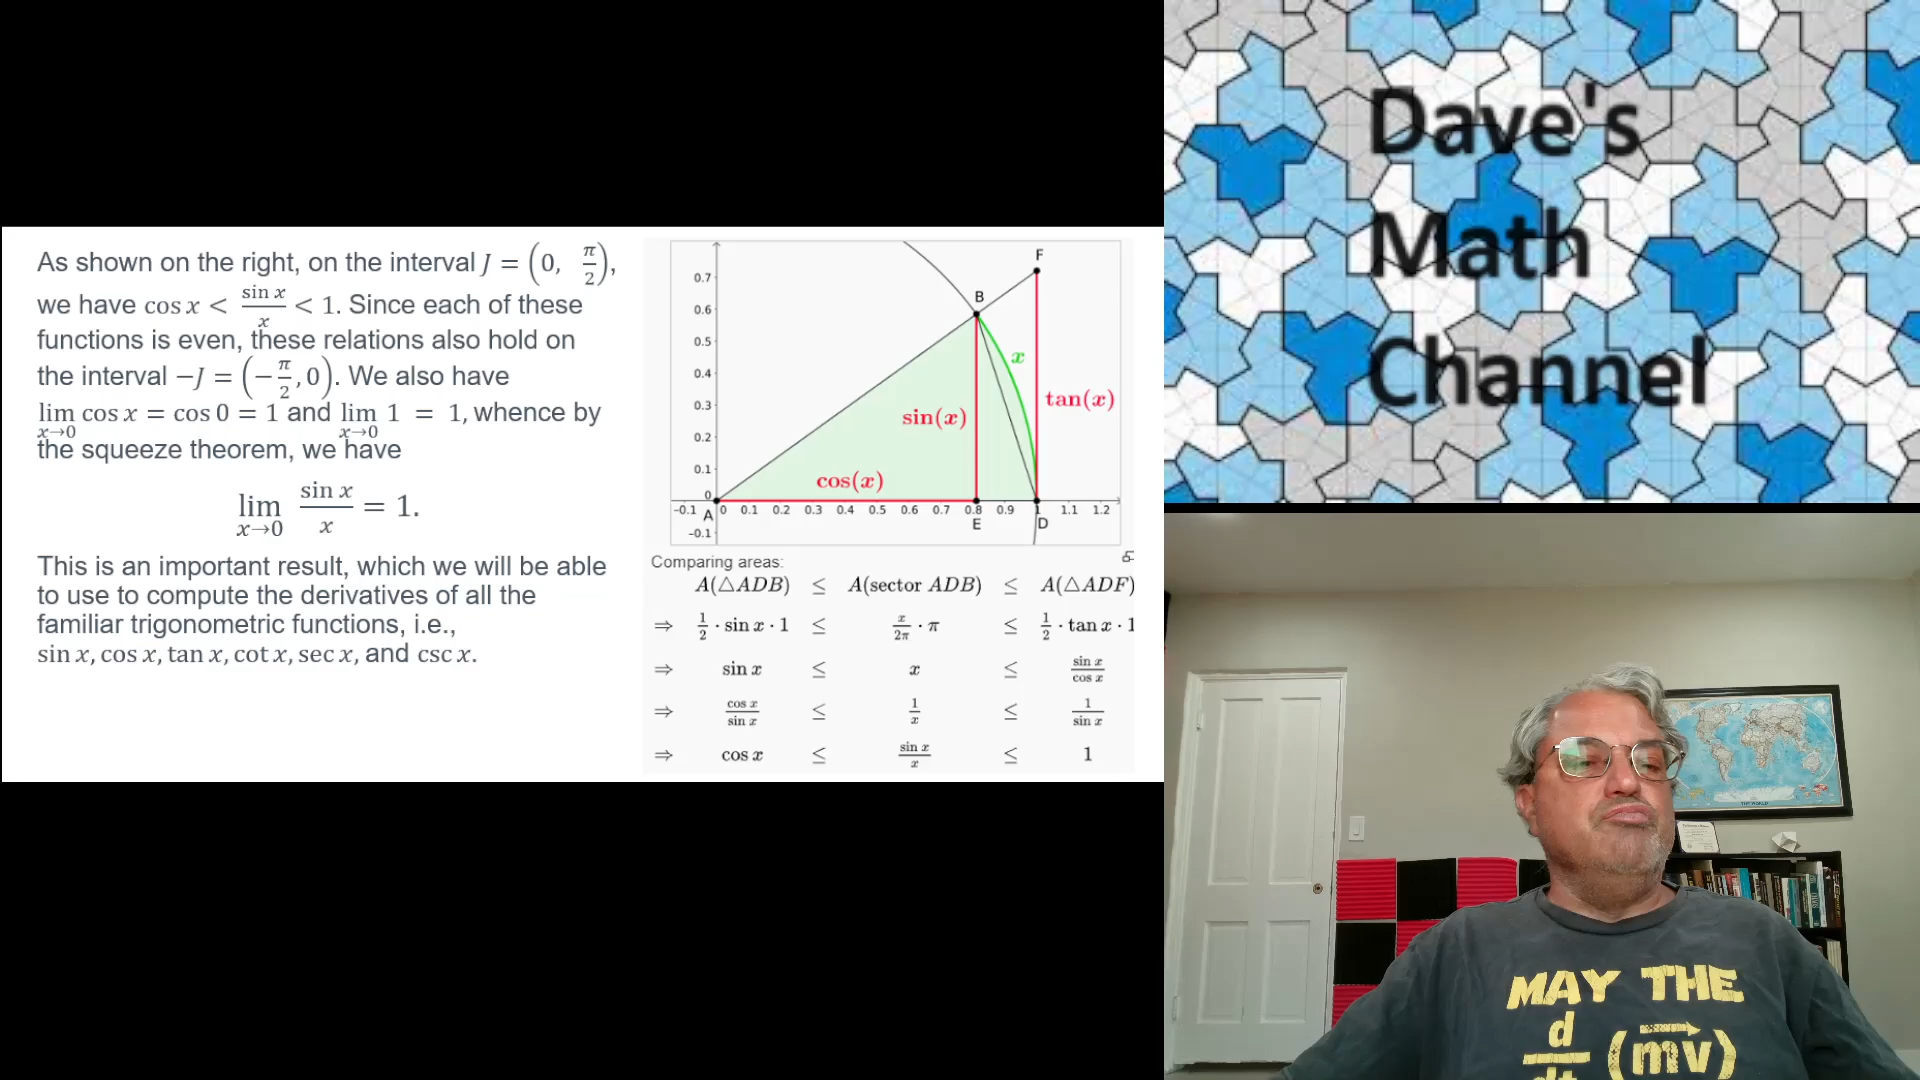 As shown on the right, on the interval J = (0, π/2),
we have cos x < sin x / x < 1. Since each of these
functions is even, these relations also hold on
the interval −J = (−π/2, 0). We also have
lim x→0 cos x = cos 0 = 1 and lim x→0 1 = 1, whence by
the squeeze theorem, we have
lim x→0 sin x / x = 1.
This is an important result, which we will be able
to use to compute the derivatives of all the
familiar trigonometric functions, i.e.,
sin x, cos x, tan x, cot x, sec x, and csc x.
F
B
x
tan(x)
sin(x)
cos(x)
0.7
0.6
0.5
0.4
0.3
0.2
0.1
0
−0.1
−0.1 0 0.1 0.2 0.3 0.4 0.5 0.6 0.7 0.8 0.9 1 1.1 1.2
A E D
Comparing areas:
A(△ADB) ≤ A(sector ADB) ≤ A(△ADF)
⇒ 1/2 · sin x · 1 ≤ x/2π · π ≤ 1/2 · tan x · 1
⇒ sin x ≤ x ≤ sin x / cos x
⇒ cos x / sin x ≤ 1/x ≤ 1 / sin x
⇒ cos x ≤ sin x / x ≤ 1
Dave's
Math
Channel
THE WORLD
MAY THE
d/dt (mv)